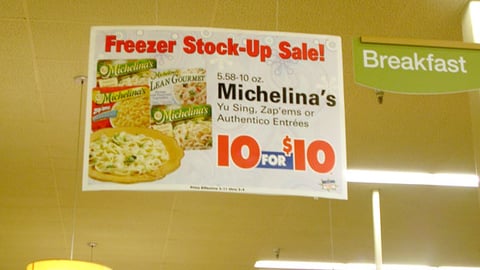 Freezer Stock-Up Sale!
Breakfast
Michelina's
LEAN GOURMET
Michelina's
Michelina's
5.58-10 oz.
Michelina's
Yu Sing, Zap'ems or
Authentico Entrées
10 FOR $10